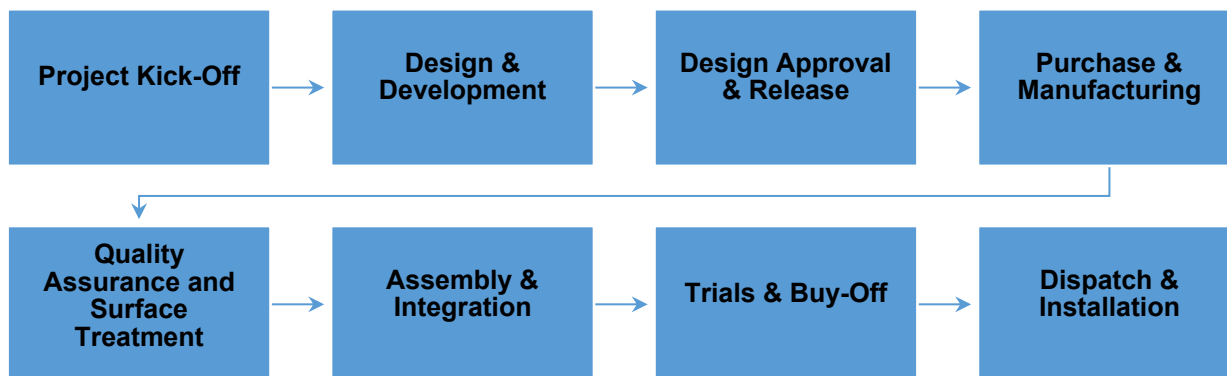 Project Kick-Off
Design &
Development
Design Approval
& Release
Purchase &
Manufacturing
Quality
Assurance and
Surface
Treatment
Assembly &
Integration
Trials & Buy-Off
Dispatch &
Installation